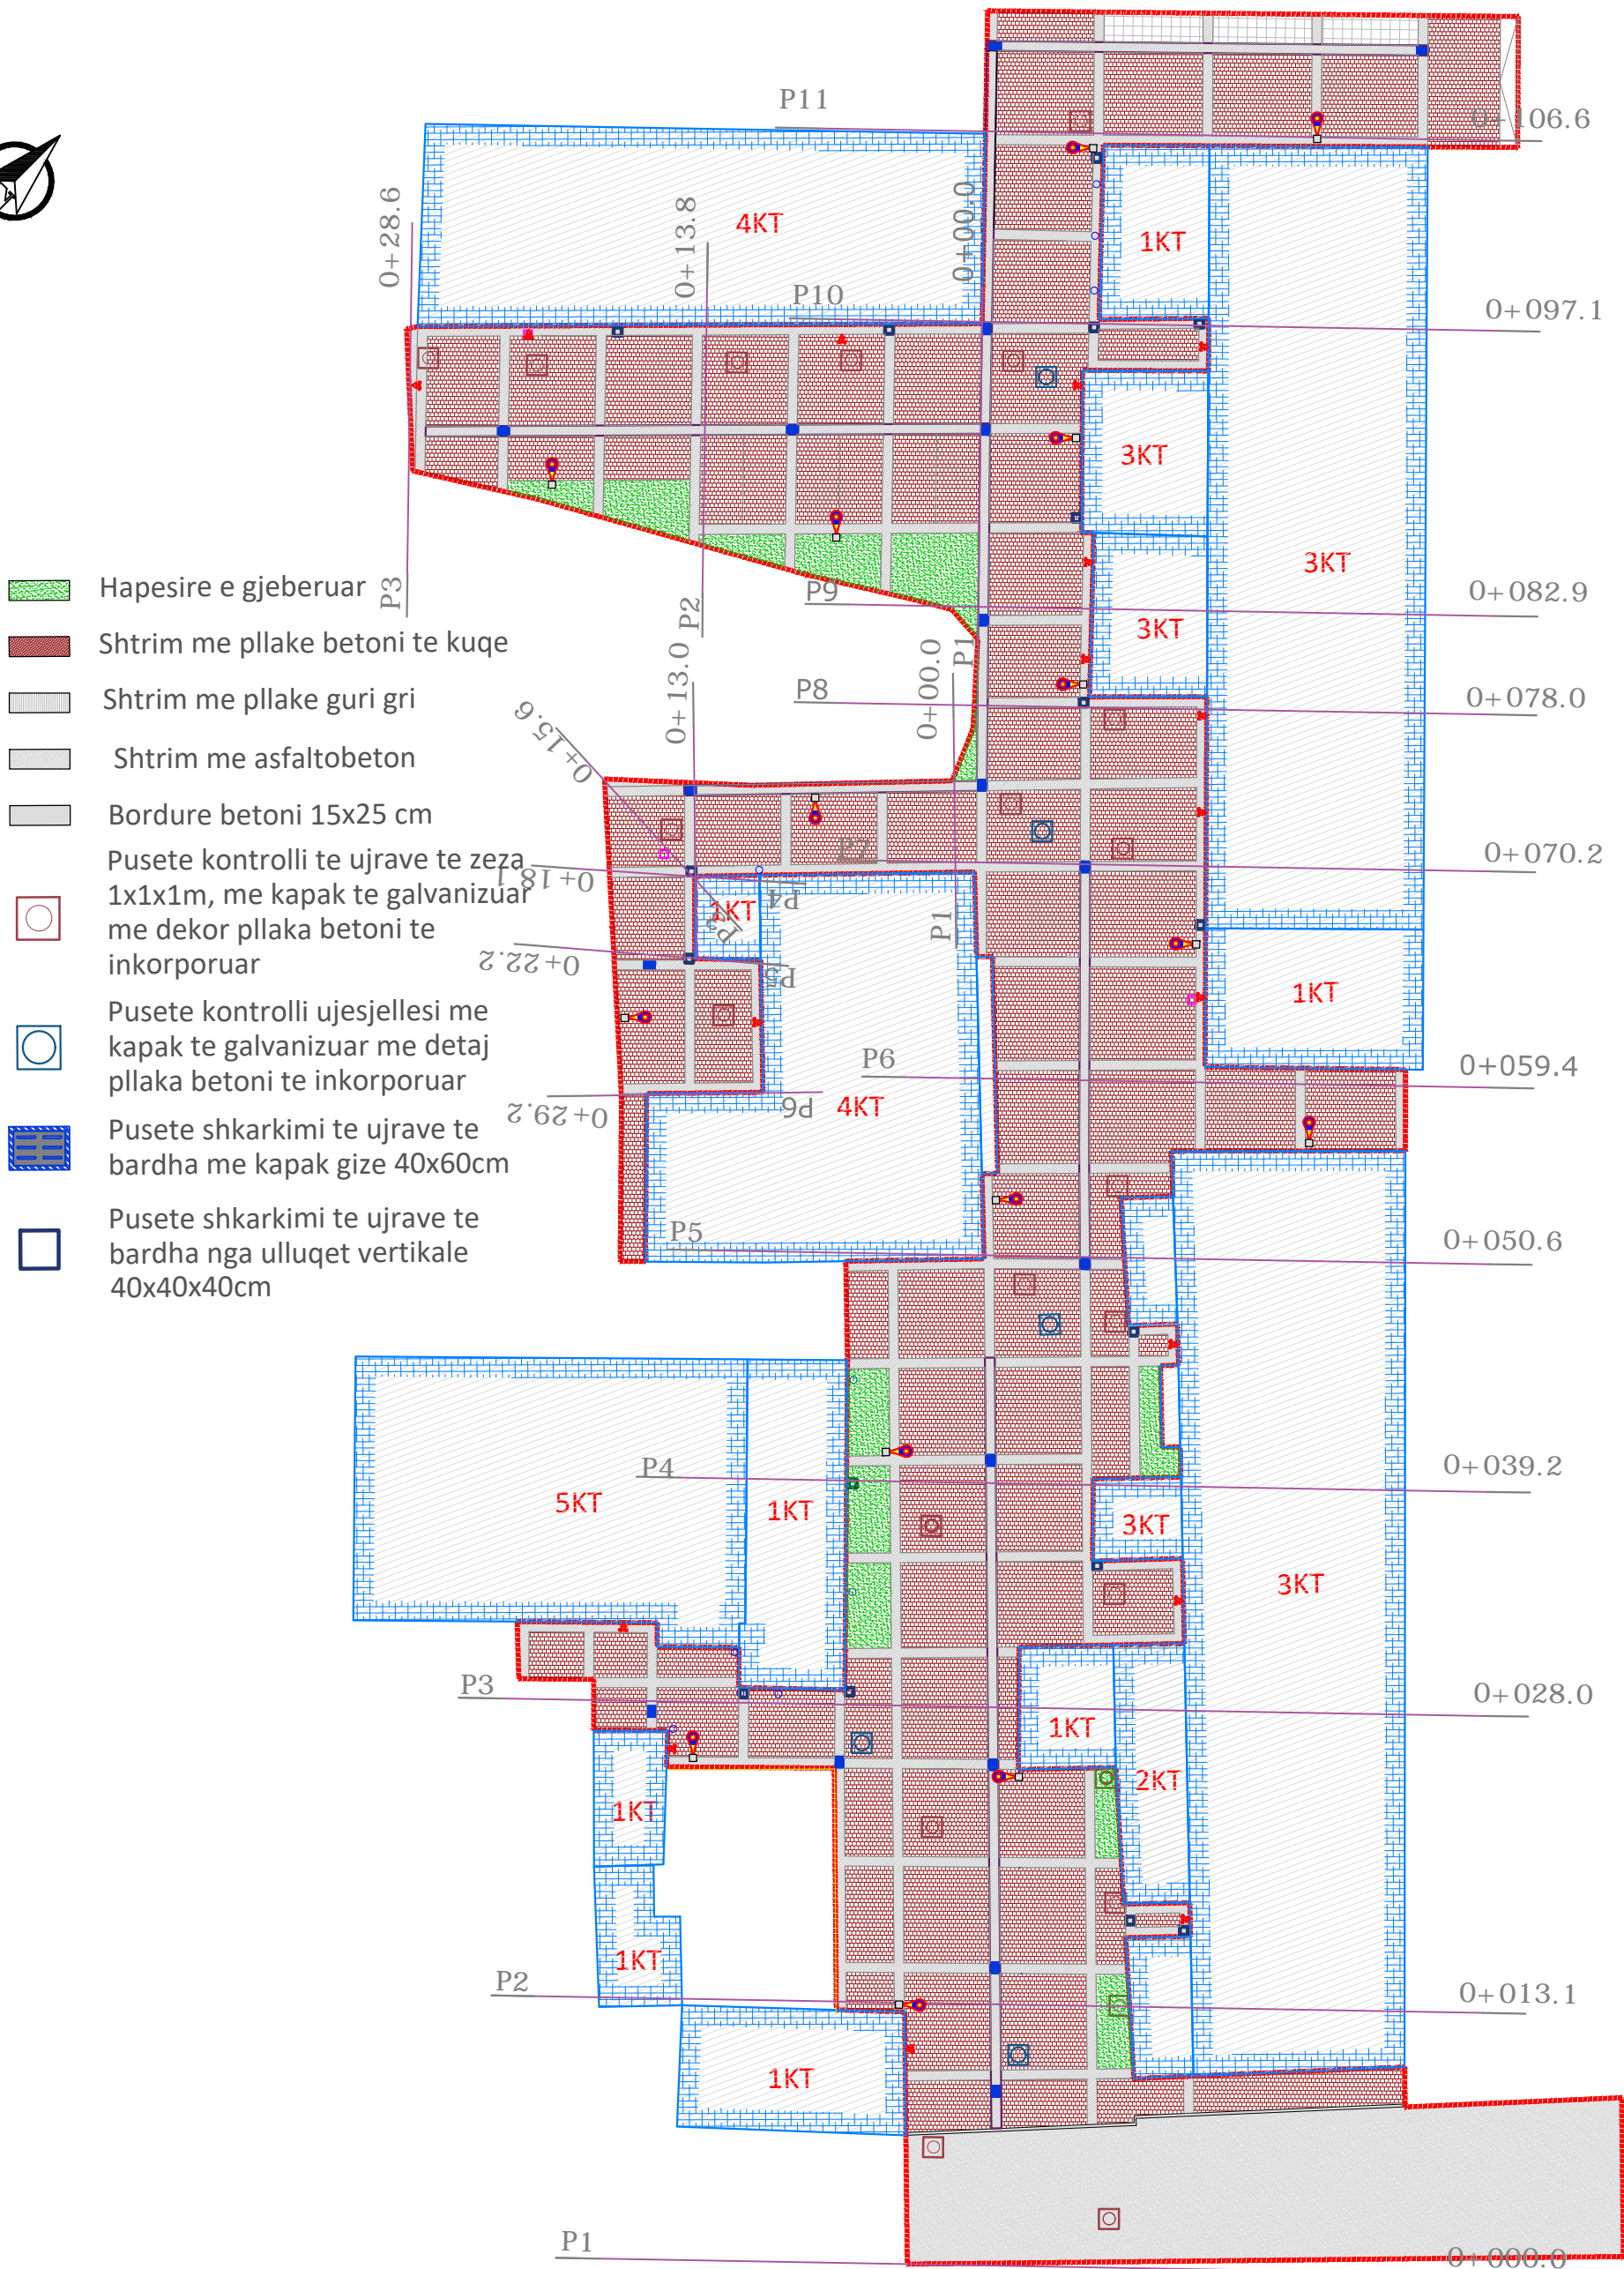 P11
0+106.6
0+28.6
0+13.8
0+00.0
4KT
1KT
P10
0+097.1
3KT
3KT
3KT
P3
P2
P1
P9
0+082.9
Hapesire e gjeberuar
Shtrim me pllake betoni te kuqe
Shtrim me pllake guri gri
Shtrim me asfaltobeton
Bordure betoni 15x25 cm
Pusete kontrolli te ujrave te zeza
1x1x1m, me kapak te galvanizuar
me dekor pllaka betoni te
inkorporuar
Pusete kontrolli ujesjellesi me
kapak te galvanizuar me detaj
pllaka betoni te inkorporuar
Pusete shkarkimi te ujrave te
bardha me kapak gize 40x60cm
Pusete shkarkimi te ujrave te
bardha nga ulluqet vertikale
40x40x40cm
0+15.6
0+13.0
0+00.0
P8
0+078.0
P7
0+070.2
0+18.1
P4
1KT
P3
P1
0+22.2
P5
1KT
P6
0+059.4
0+29.2
P6
4KT
P5
0+050.6
P4
0+039.2
5KT
1KT
3KT
3KT
P3
0+028.0
1KT
2KT
1KT
1KT
P2
0+013.1
1KT
P1
0+000.0